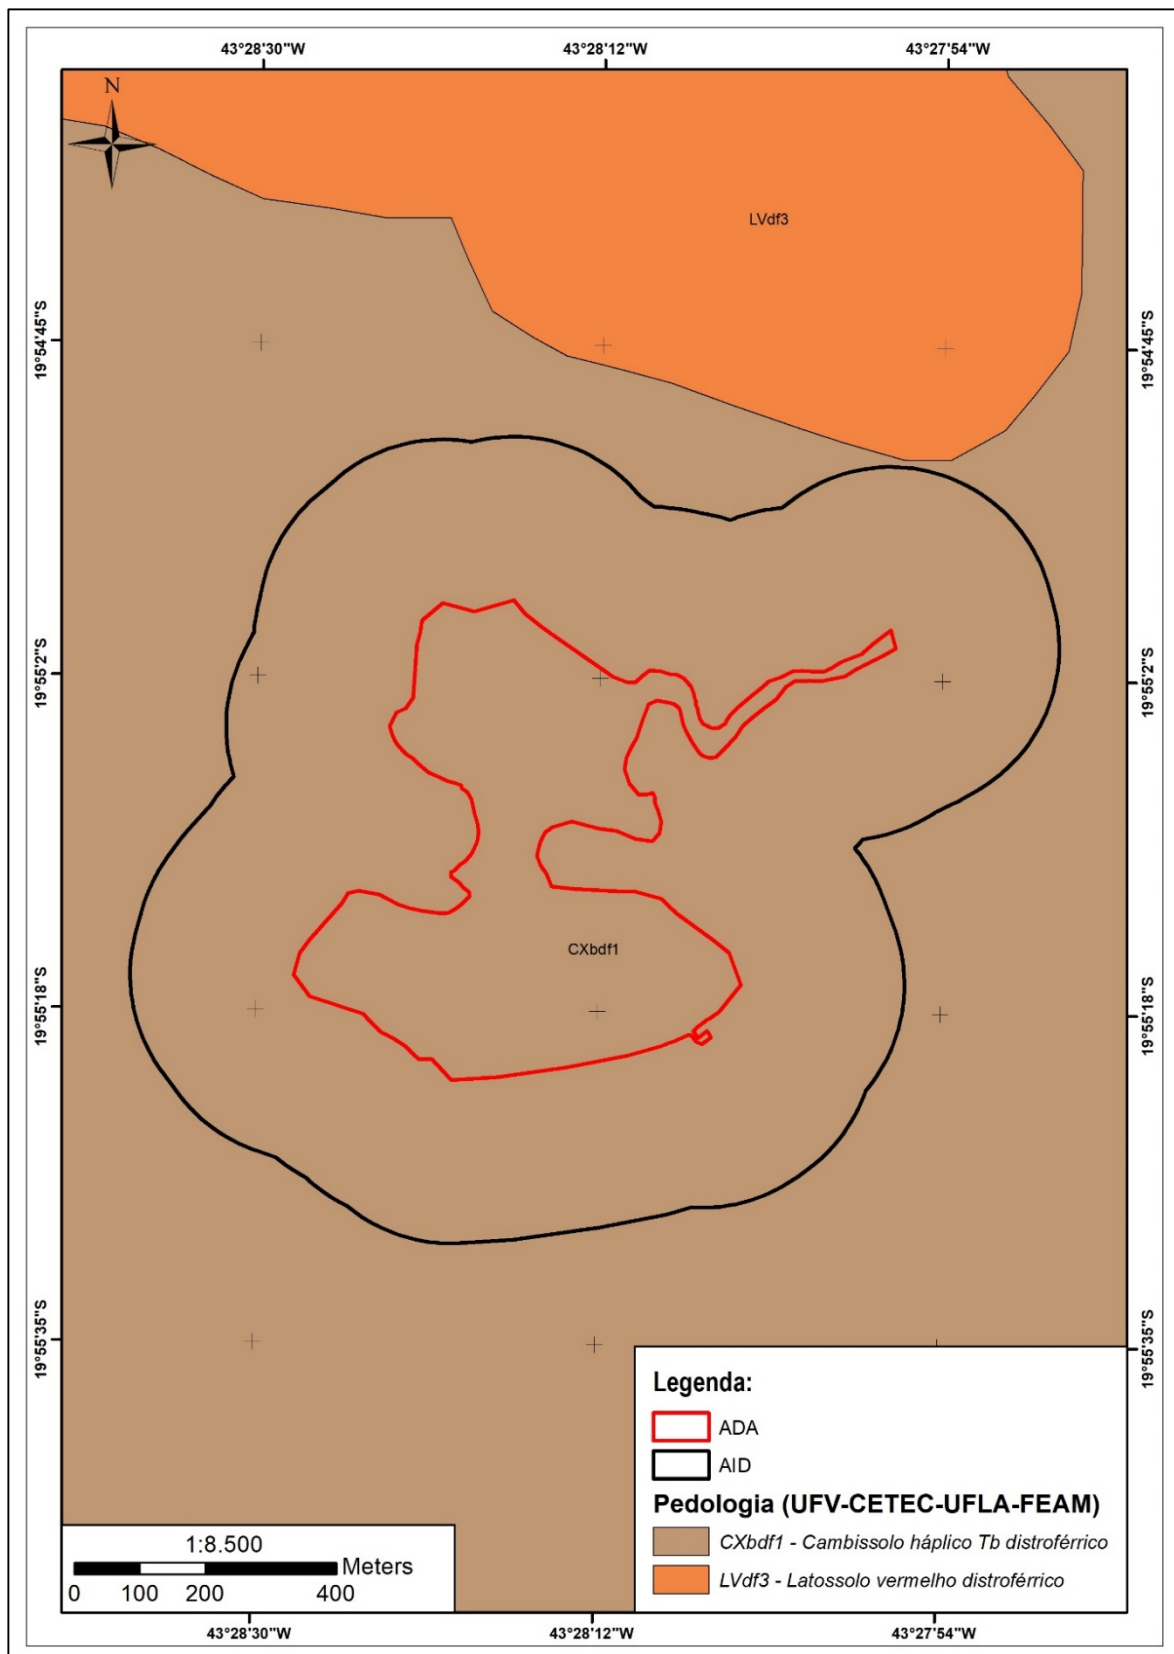 43°28'30"W 43°28'12"W 43°27'54"W
N
LVdf3
19°54'45"S 19°54'45"S
19°55'2"S 19°55'2"S
CXbdf1
19°55'18"S 19°55'18"S
19°55'35"S 19°55'35"S
Legenda:
ADA
AID
Pedologia (UFV-CETEC-UFLA-FEAM)
CXbdf1 - Cambissolo háplico Tb distroférrico
LVdf3 - Latossolo vermelho distroférrico
1:8.500
Meters
0 100 200 400
43°28'30"W 43°28'12"W 43°27'54"W